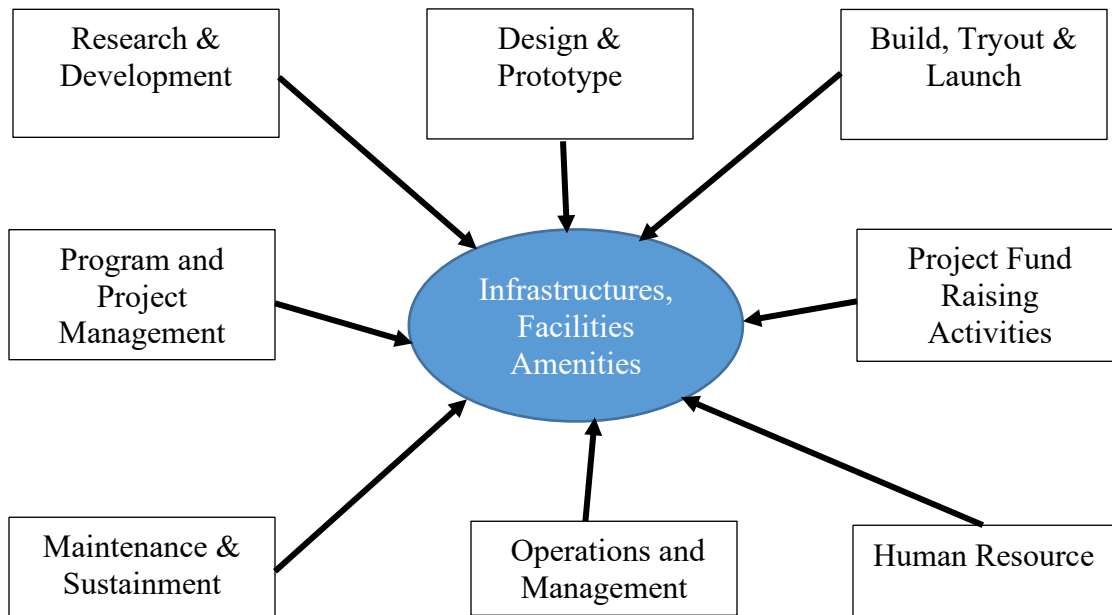 Research &
Development
Design &
Prototype
Build, Tryout &
Launch
Program and
Project
Management
Infrastructures,
Facilities
Amenities
Project Fund
Raising
Activities
Maintenance &
Sustainment
Operations and
Management
Human Resource